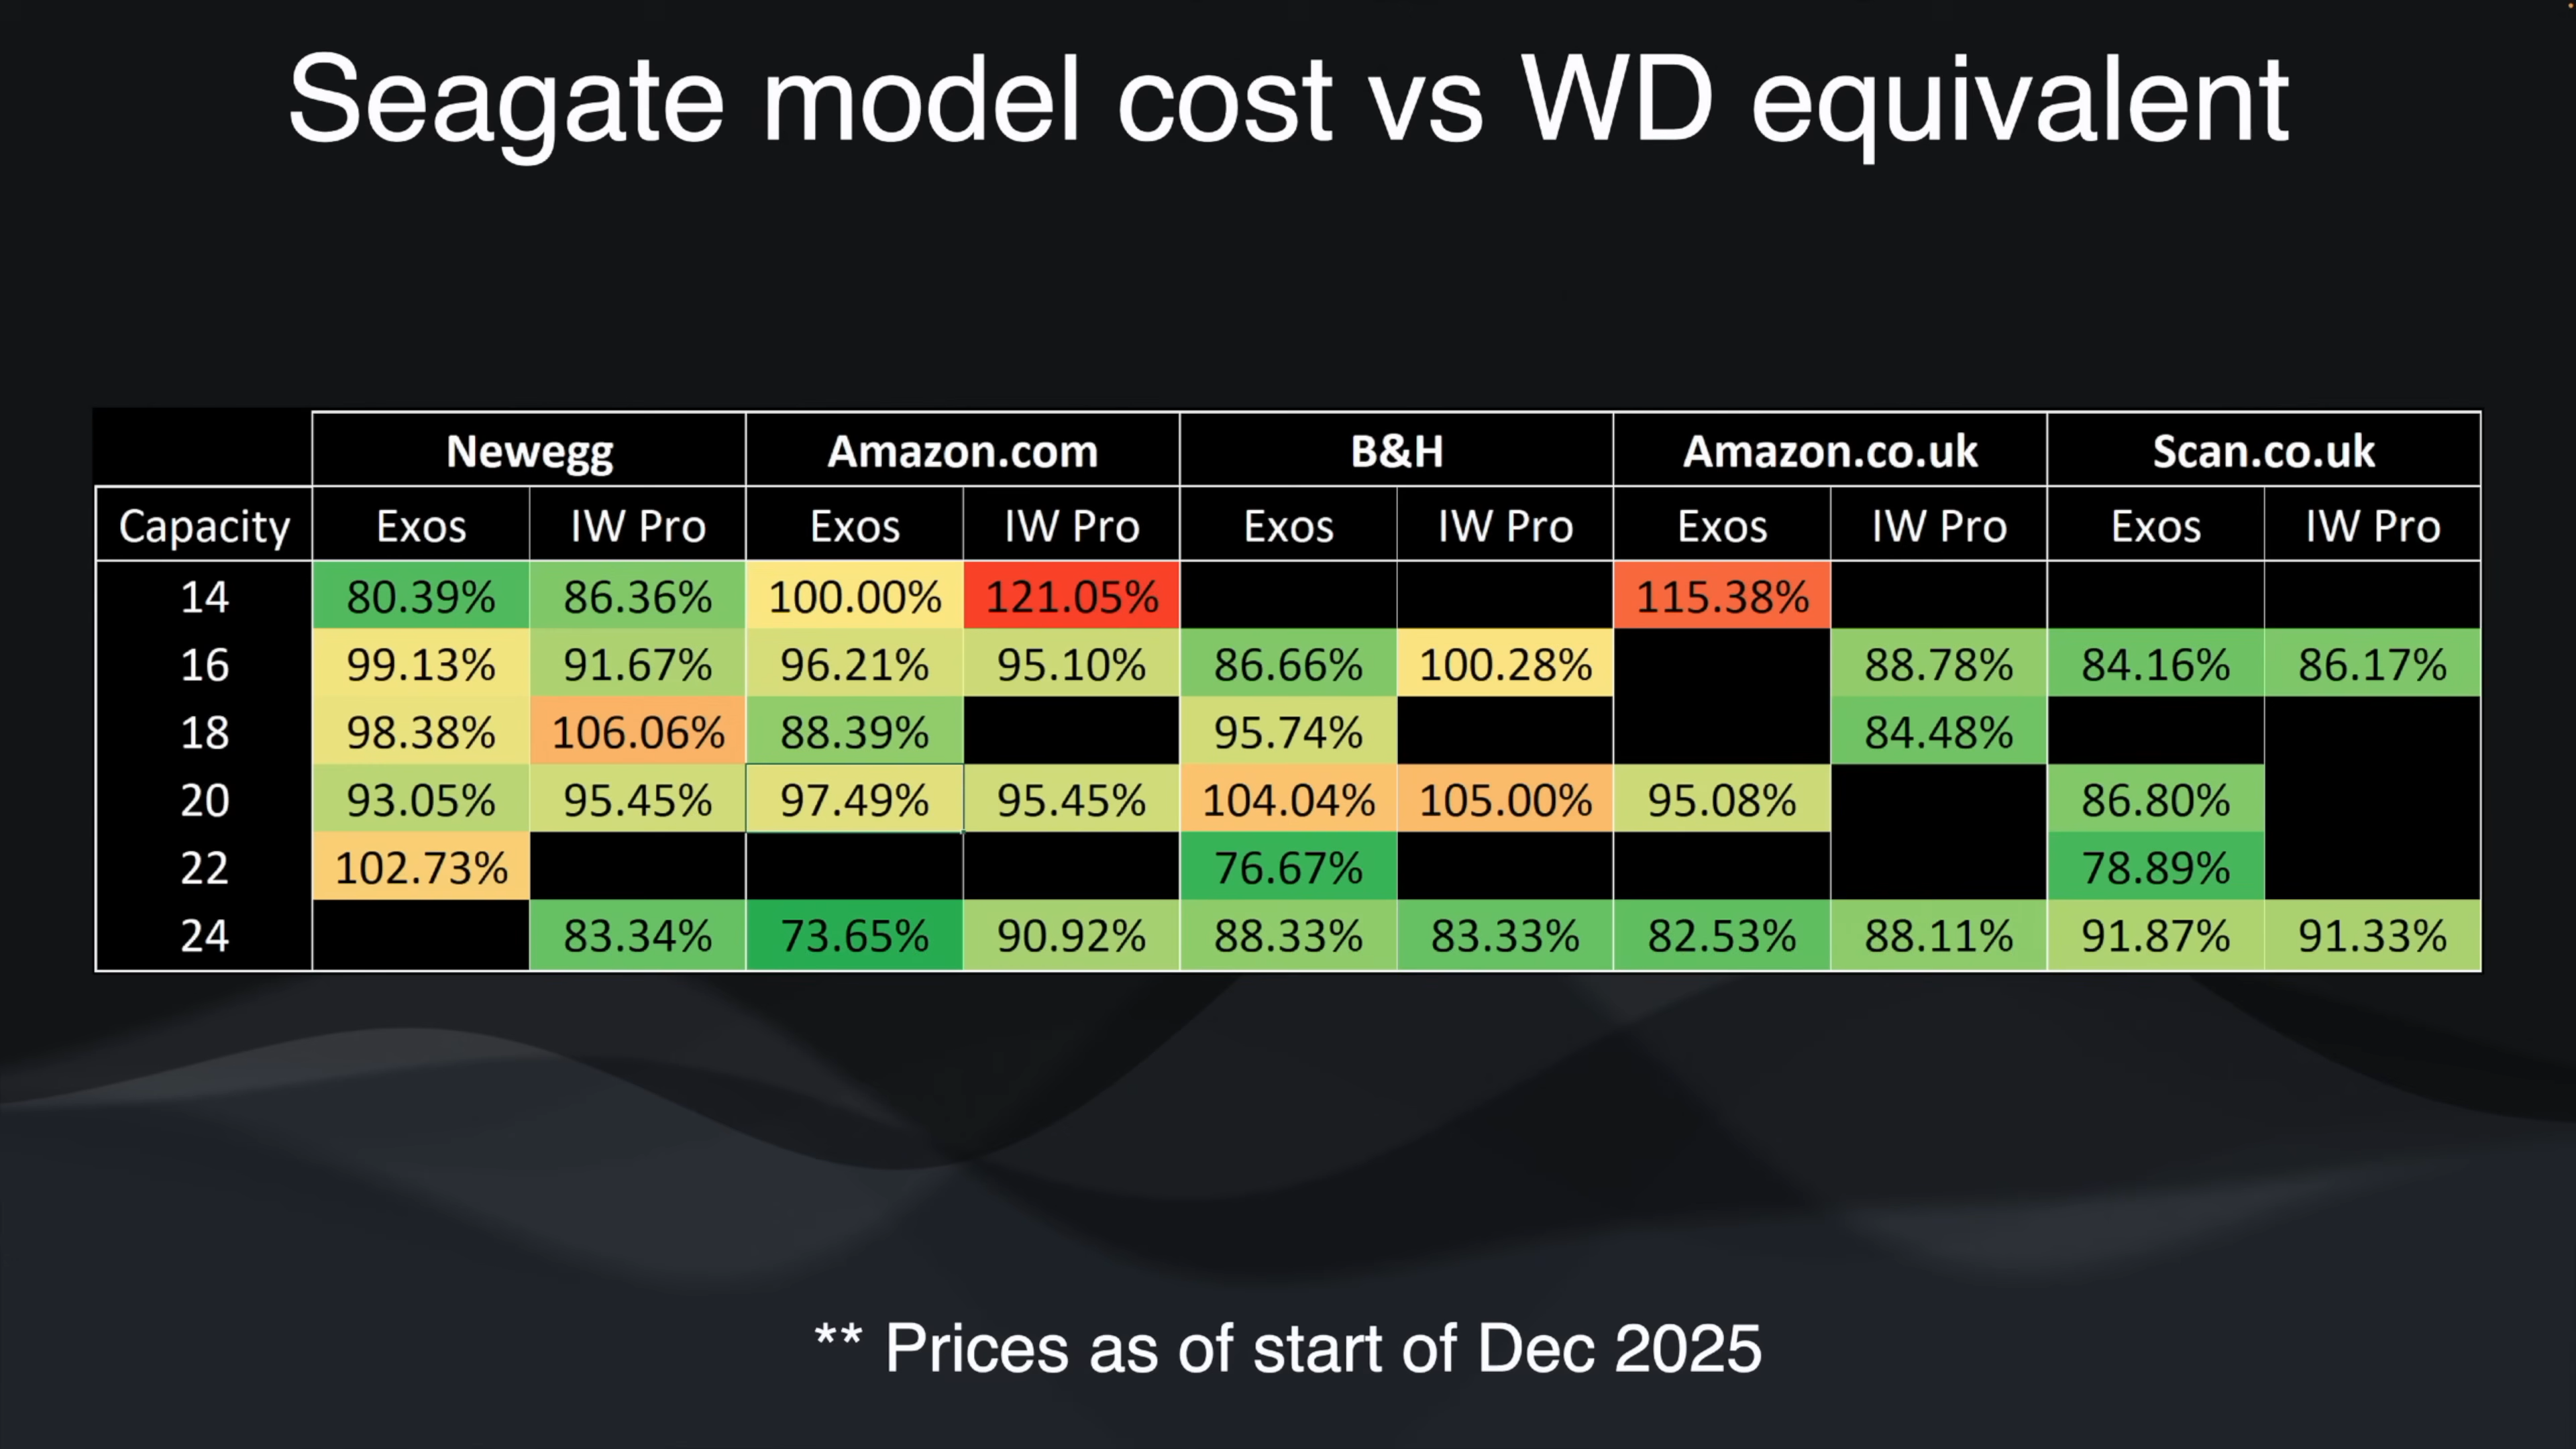 Seagate model cost vs WD equivalent
Newegg Amazon.com B&H Amazon.co.uk Scan.co.uk
Capacity Exos IW Pro Exos IW Pro Exos IW Pro Exos IW Pro Exos IW Pro
14 80.39% 86.36% 100.00% 121.05% 115.38%
16 99.13% 91.67% 96.21% 95.10% 86.66% 100.28% 88.78% 84.16% 86.17%
18 98.38% 106.06% 88.39% 95.74% 84.48%
20 93.05% 95.45% 97.49% 95.45% 104.04% 105.00% 95.08% 86.80%
22 102.73% 76.67% 78.89%
24 83.34% 73.65% 90.92% 88.33% 83.33% 82.53% 88.11% 91.87% 91.33%
** Prices as of start of Dec 2025